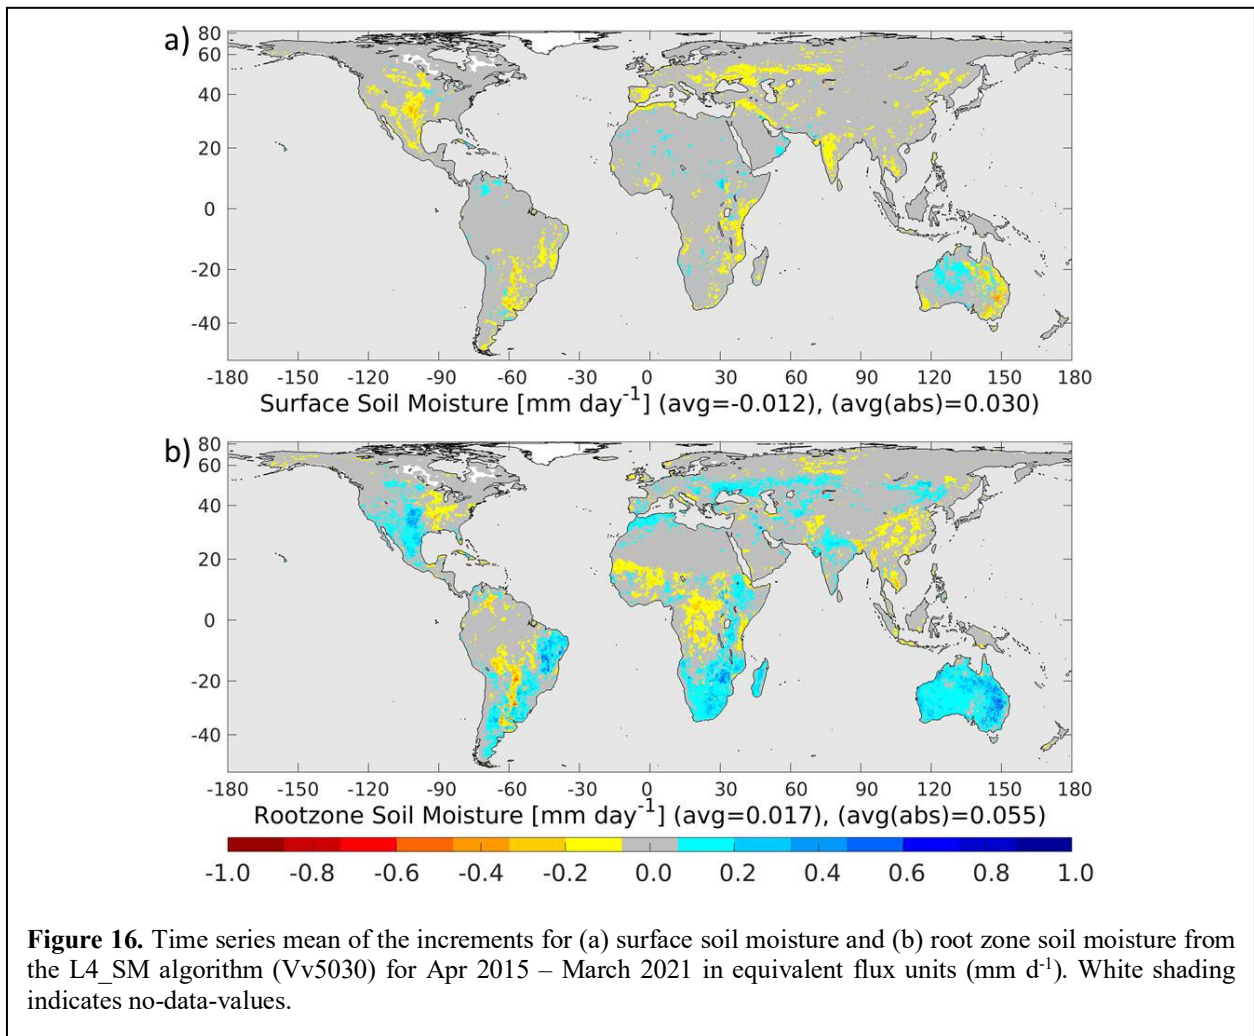 a)
80
60
40
20
0
-20
-40
-180 -150 -120 -90 -60 -30 0 30 60 90 120 150 180
Surface Soil Moisture [mm day⁻¹] (avg=-0.012), (avg(abs)=0.030)
b)
80
60
40
20
0
-20
-40
-180 -150 -120 -90 -60 -30 0 30 60 90 120 150 180
Rootzone Soil Moisture [mm day⁻¹] (avg=0.017), (avg(abs)=0.055)
-1.0 -0.8 -0.6 -0.4 -0.2 0.0 0.2 0.4 0.6 0.8 1.0
Figure 16. Time series mean of the increments for (a) surface soil moisture and (b) root zone soil moisture from
the L4_SM algorithm (Vv5030) for Apr 2015 – March 2021 in equivalent flux units (mm d⁻¹). White shading
indicates no-data-values.